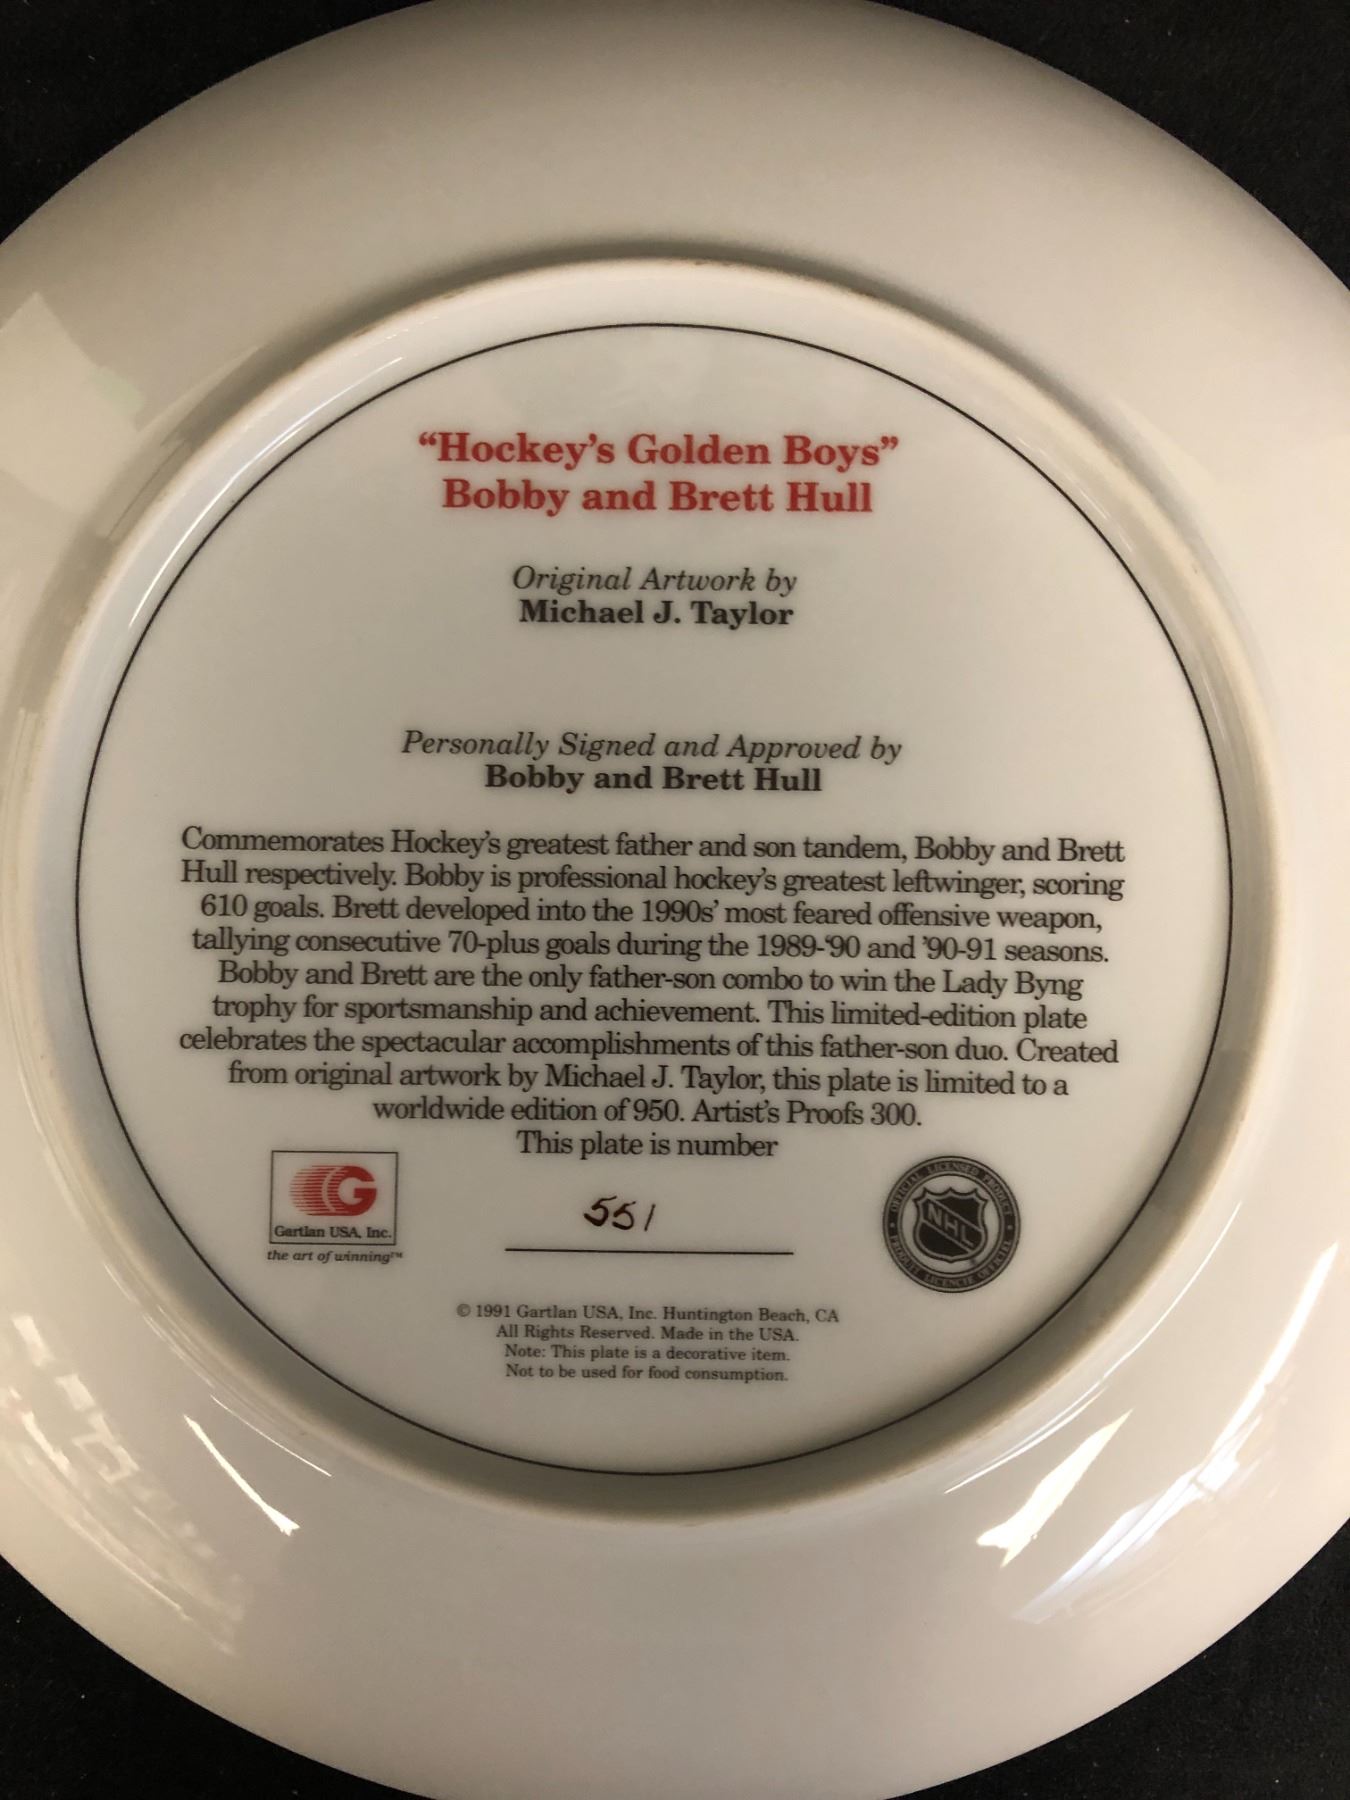 “Hockey’s Golden Boys”
Bobby and Brett Hull
Original Artwork by
Michael J. Taylor
Personally Signed and Approved by
Bobby and Brett Hull
Commemorates Hockey’s greatest father and son tandem, Bobby and Brett
Hull respectively. Bobby is professional hockey’s greatest leftwinger, scoring
610 goals. Brett developed into the 1990s’ most feared offensive weapon,
tallying consecutive 70-plus goals during the 1989-‘90 and ’90-91 seasons.
Bobby and Brett are the only father-son combo to win the Lady Byng
trophy for sportsmanship and achievement. This limited-edition plate
celebrates the spectacular accomplishments of this father-son duo. Created
from original artwork by Michael J. Taylor, this plate is limited to a
worldwide edition of 950. Artist’s Proofs 300.
This plate is number
551
G
Gartlan USA, Inc.
the art of winning™
OFFICIAL LICENSED PRODUCT
NHL
PRODUIT LICENCIÉ OFFICIEL
© 1991 Gartlan USA, Inc. Huntington Beach, CA
All Rights Reserved. Made in the USA.
Note: This plate is a decorative item.
Not to be used for food consumption.